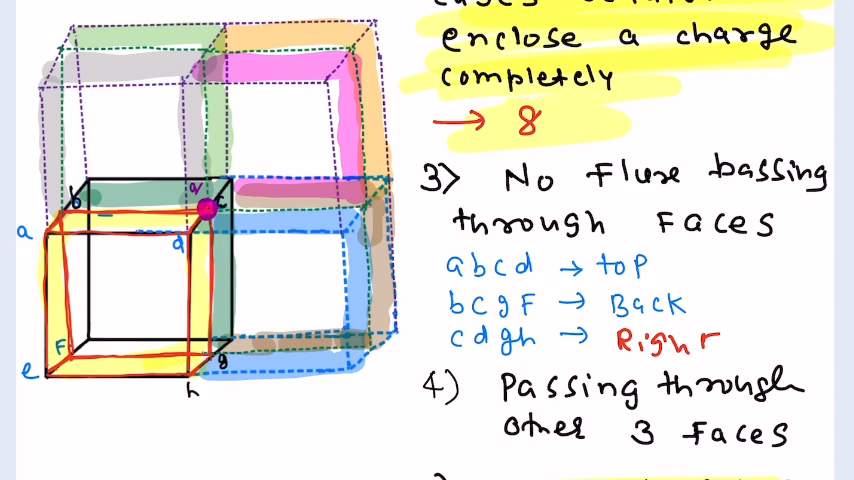 enclose a charge
completely
→ 8
3> No Flux bassing
through Faces
abcd → top
bcgF → Back
cdgh → Right
4) Passing through
other 3 Faces
q
b
c
a
d
F
g
e
h